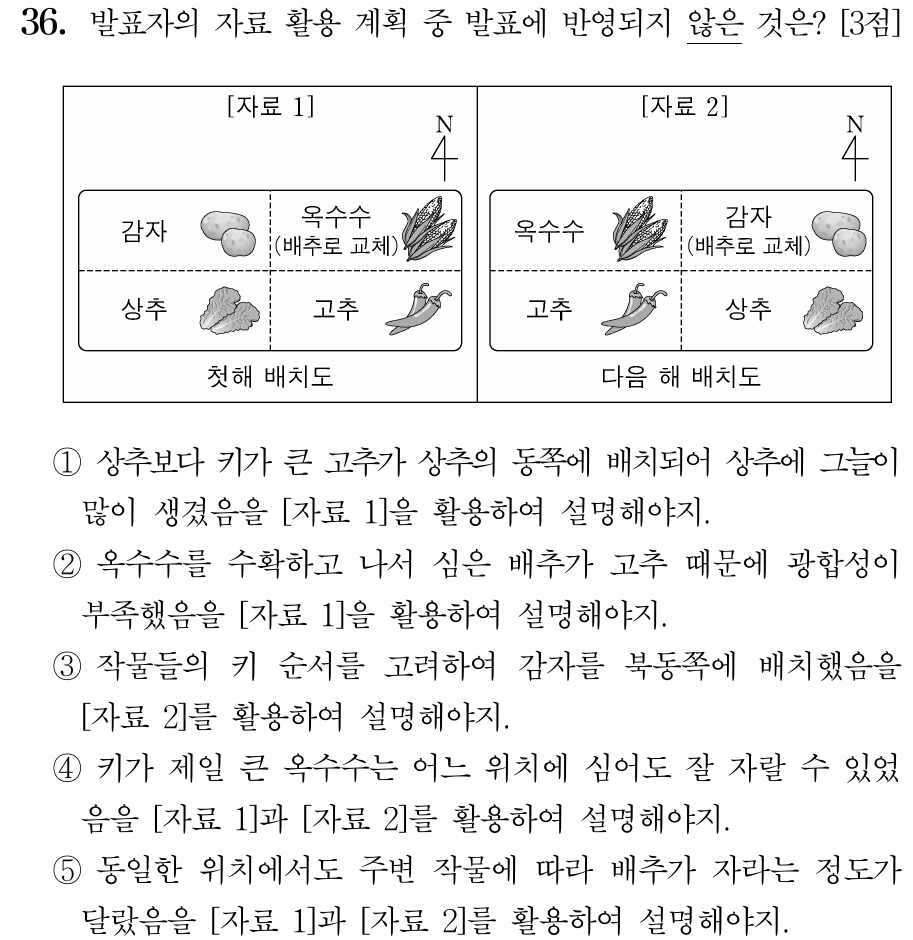 36. 발표자의 자료 활용 계획 중 발표에 반영되지 않은 것은? [3점]
[자료 1]
N
감자
옥수수
(배추로 교체)
상추
고추
첫해 배치도
[자료 2]
N
옥수수
감자
(배추로 교체)
고추
상추
다음 해 배치도
① 상추보다 키가 큰 고추가 상추의 동쪽에 배치되어 상추에 그늘이
많이 생겼음을 [자료 1]을 활용하여 설명해야지.
② 옥수수를 수확하고 나서 심은 배추가 고추 때문에 광합성이
부족했음을 [자료 1]을 활용하여 설명해야지.
③ 작물들의 키 순서를 고려하여 감자를 북동쪽에 배치했음을
[자료 2]를 활용하여 설명해야지.
④ 키가 제일 큰 옥수수는 어느 위치에 심어도 잘 자랄 수 있었
음을 [자료 1]과 [자료 2]를 활용하여 설명해야지.
⑤ 동일한 위치에서도 주변 작물에 따라 배추가 자라는 정도가
달랐음을 [자료 1]과 [자료 2]를 활용하여 설명해야지.